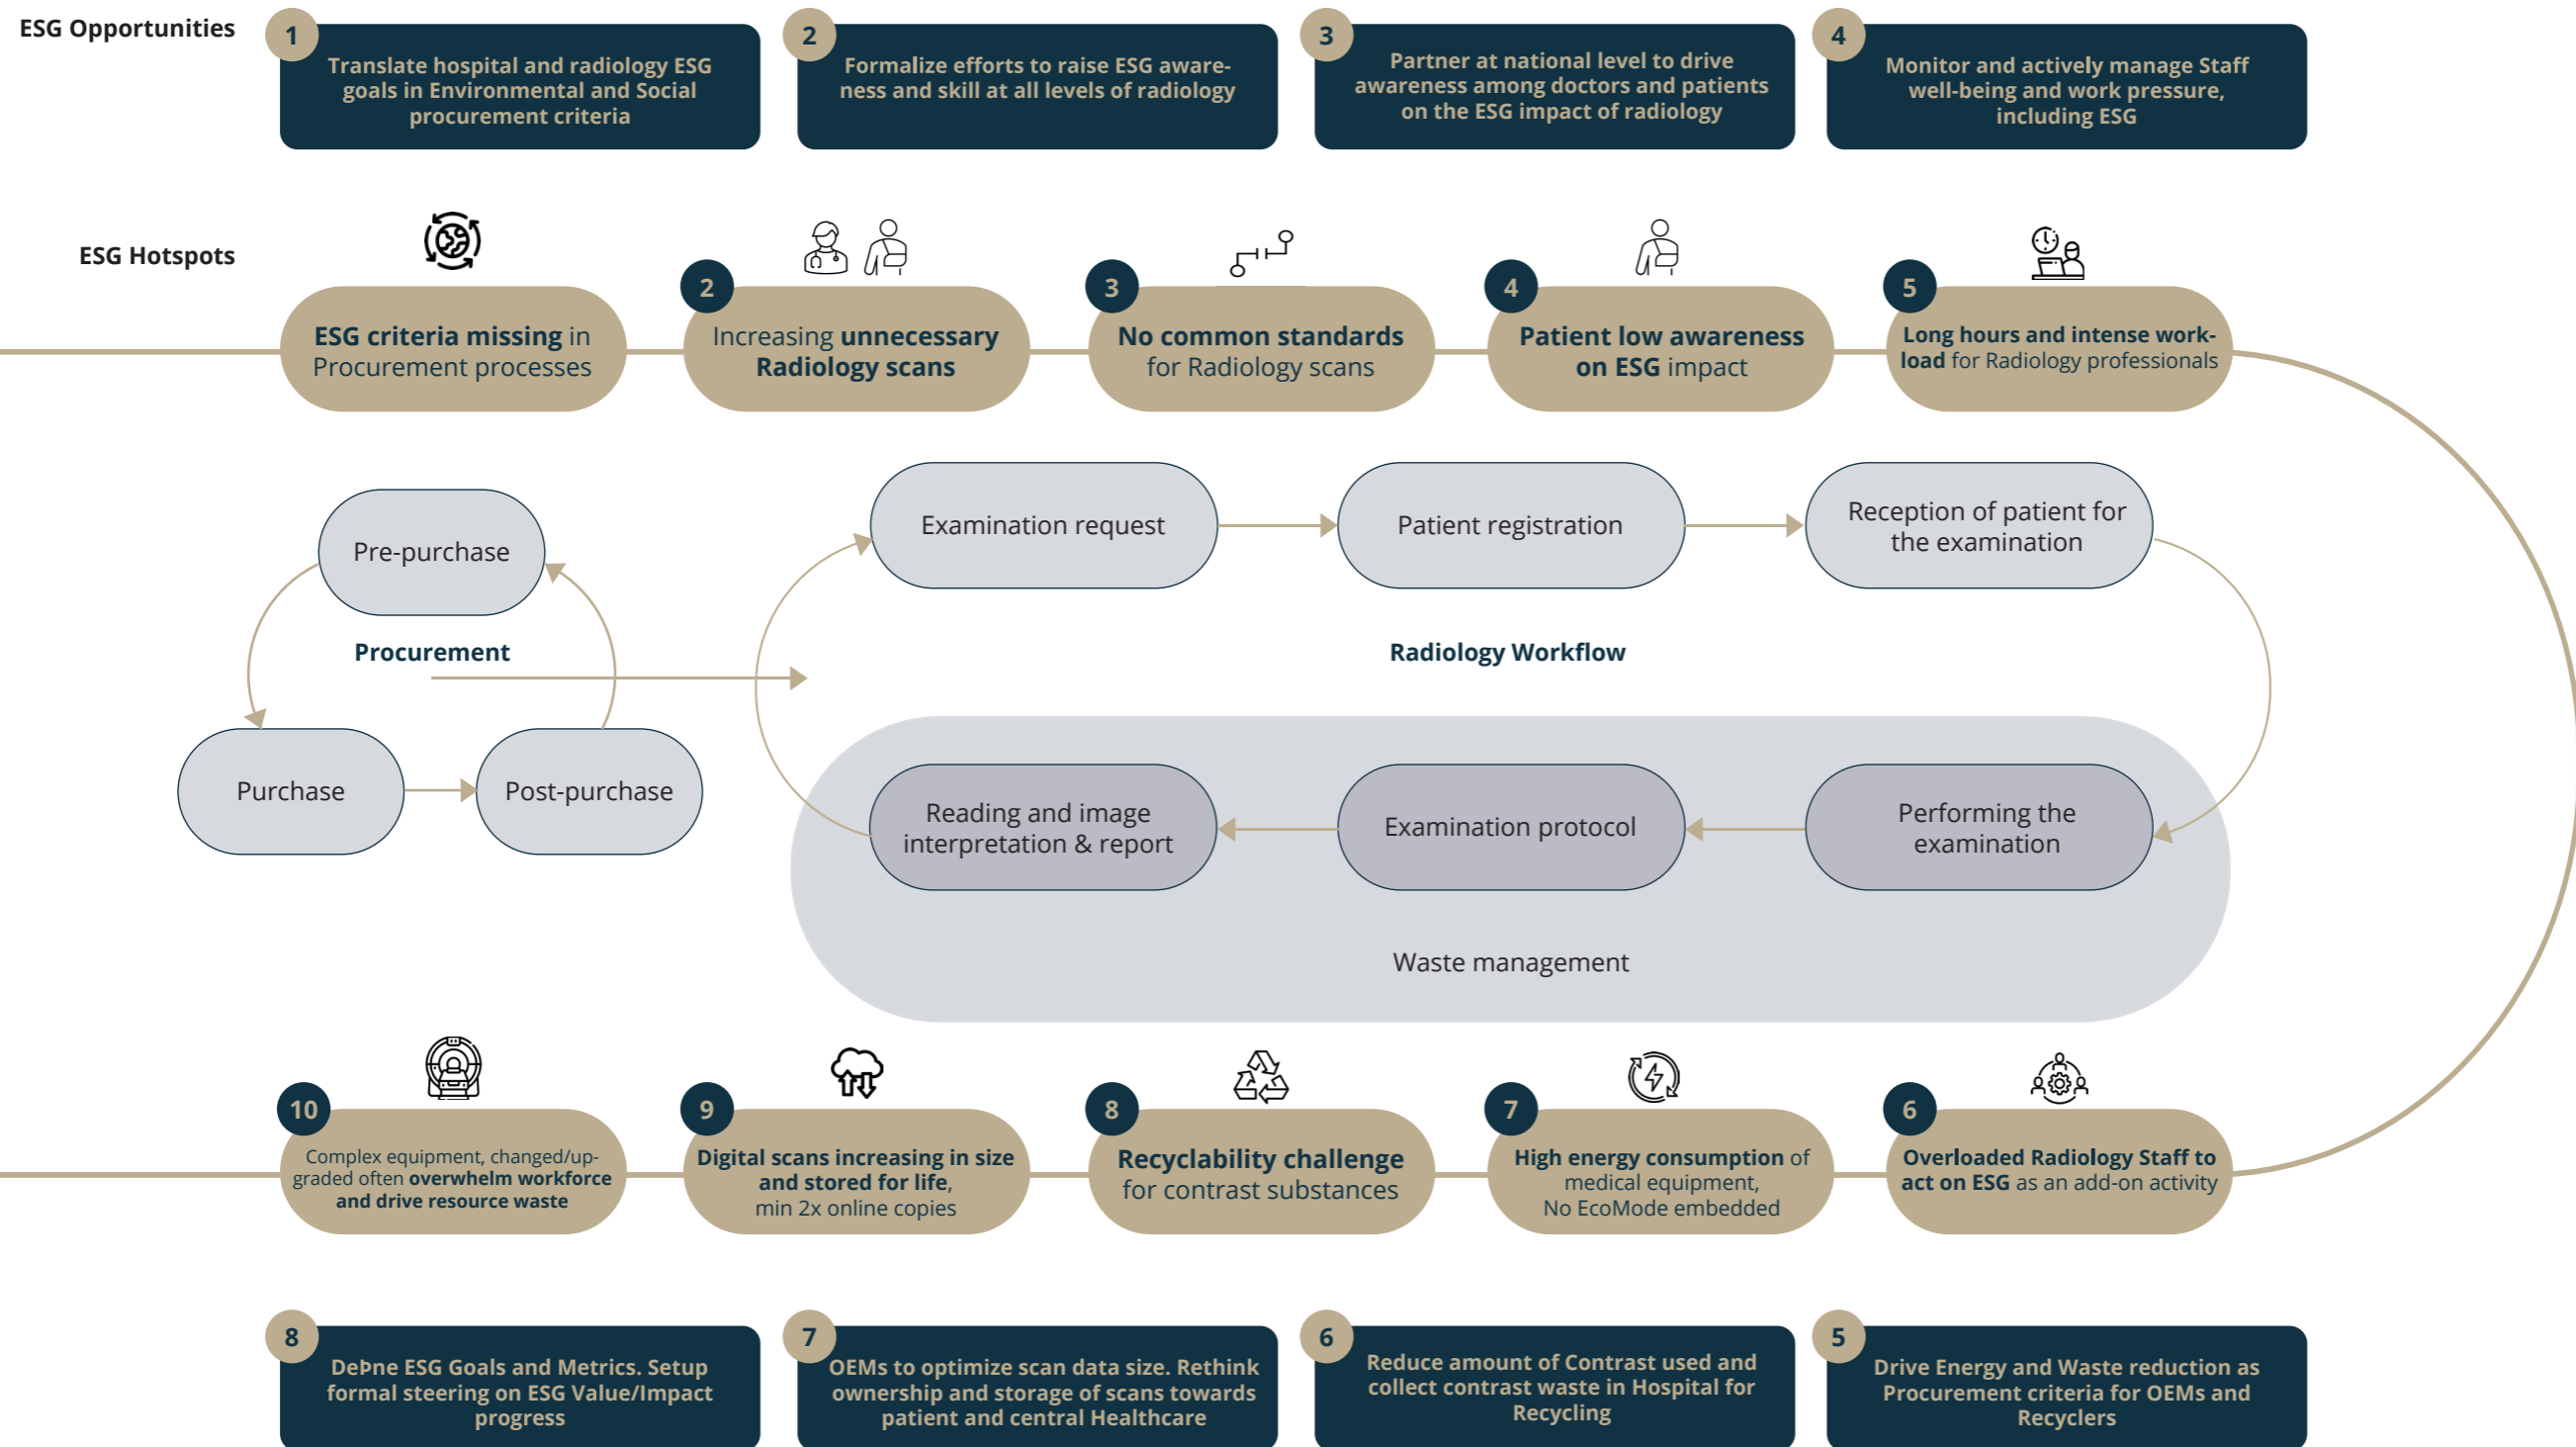 ESG Opportunities
1
Translate hospital and radiology ESG
goals in Environmental and Social
procurement criteria
2
Formalize efforts to raise ESG aware-
ness and skill at all levels of radiology
3
Partner at national level to drive
awareness among doctors and patients
on the ESG impact of radiology
4
Monitor and actively manage Staff
well-being and work pressure,
including ESG
ESG Hotspots
ESG criteria missing in
Procurement processes
2
Increasing unnecessary
Radiology scans
3
No common standards
for Radiology scans
4
Patient low awareness
on ESG impact
5
Long hours and intense work-
load for Radiology professionals
Pre-purchase
Procurement
Purchase
Post-purchase
Examination request
Patient registration
Reception of patient for
the examination
Radiology Workflow
Reading and image
interpretation & report
Examination protocol
Performing the
examination
Waste management
10
Complex equipment, changed/up-
graded often overwhelm workforce
and drive resource waste
9
Digital scans increasing in size
and stored for life,
min 2x online copies
8
Recyclability challenge
for contrast substances
7
High energy consumption of
medical equipment,
No EcoMode embedded
6
Overloaded Radiology Staff to
act on ESG as an add-on activity
8
DeÞne ESG Goals and Metrics. Setup
formal steering on ESG Value/Impact
progress
7
OEMs to optimize scan data size. Rethink
ownership and storage of scans towards
patient and central Healthcare
6
Reduce amount of Contrast used and
collect contrast waste in Hospital for
Recycling
5
Drive Energy and Waste reduction as
Procurement criteria for OEMs and
Recyclers